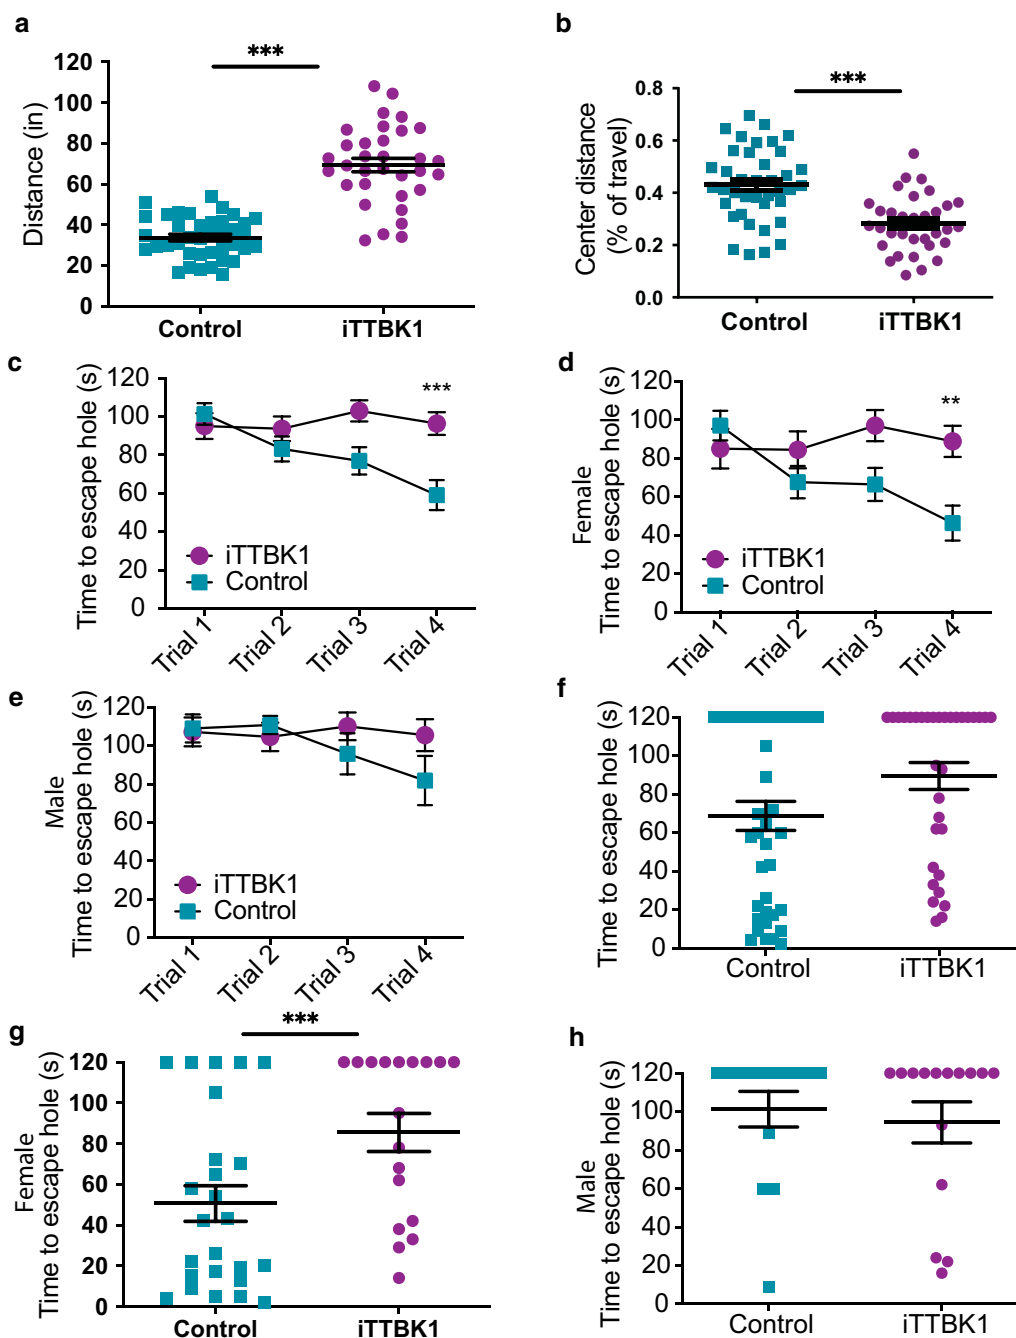 a
***
Distance (in)
120
100
80
60
40
20
0
Control
iTTBK1
b
***
Center distance
(% of travel)
0.8
0.6
0.4
0.2
0.0
Control
iTTBK1
c
***
Time to escape hole (s)
120
100
80
60
40
20
0
iTTBK1
Control
Trial 1
Trial 2
Trial 3
Trial 4
d
**
Female
Time to escape hole (s)
120
100
80
60
40
20
0
iTTBK1
Control
Trial 1
Trial 2
Trial 3
Trial 4
e
Male
Time to escape hole (s)
120
100
80
60
40
20
0
iTTBK1
Control
Trial 1
Trial 2
Trial 3
Trial 4
f
Time to escape hole (s)
120
100
80
60
40
20
0
Control
iTTBK1
g
***
Female
Time to escape hole (s)
120
100
80
60
40
20
0
Control
iTTBK1
h
Male
Time to escape hole (s)
120
100
80
60
40
20
0
Control
iTTBK1